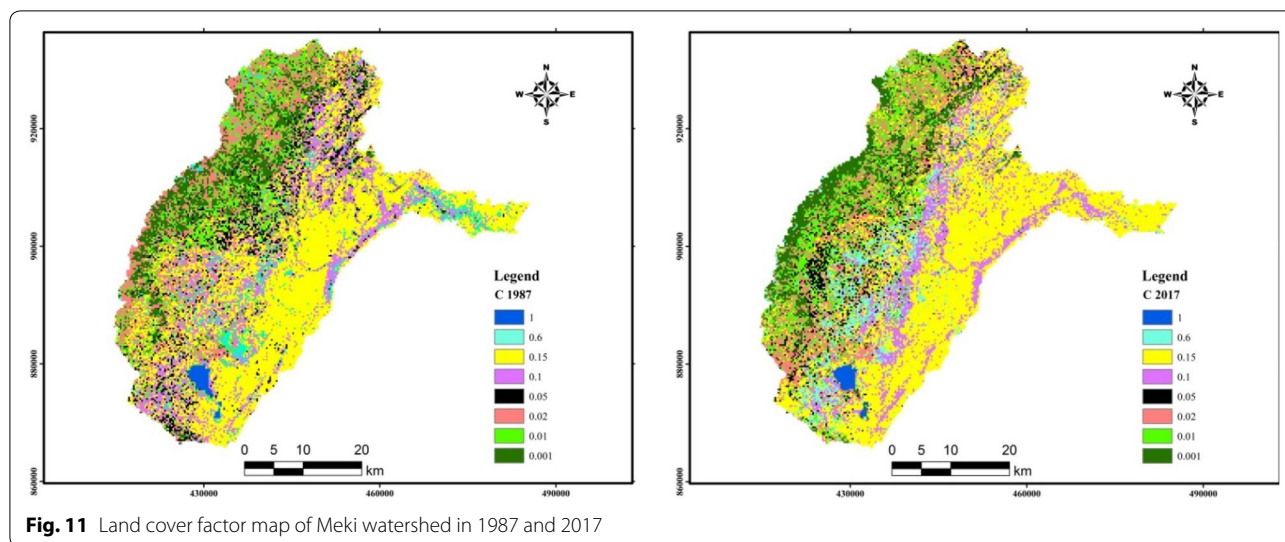 N
W E
S
920000
900000
880000
860000
Legend
C 1987
1
0.6
0.15
0.1
0.05
0.02
0.01
0.001
0 5 10 20
km
430000 460000 490000
N
W E
S
920000
900000
880000
860000
Legend
C 2017
1
0.6
0.15
0.1
0.05
0.02
0.01
0.001
0 5 10 20
km
430000 460000 490000
Fig. 11 Land cover factor map of Meki watershed in 1987 and 2017